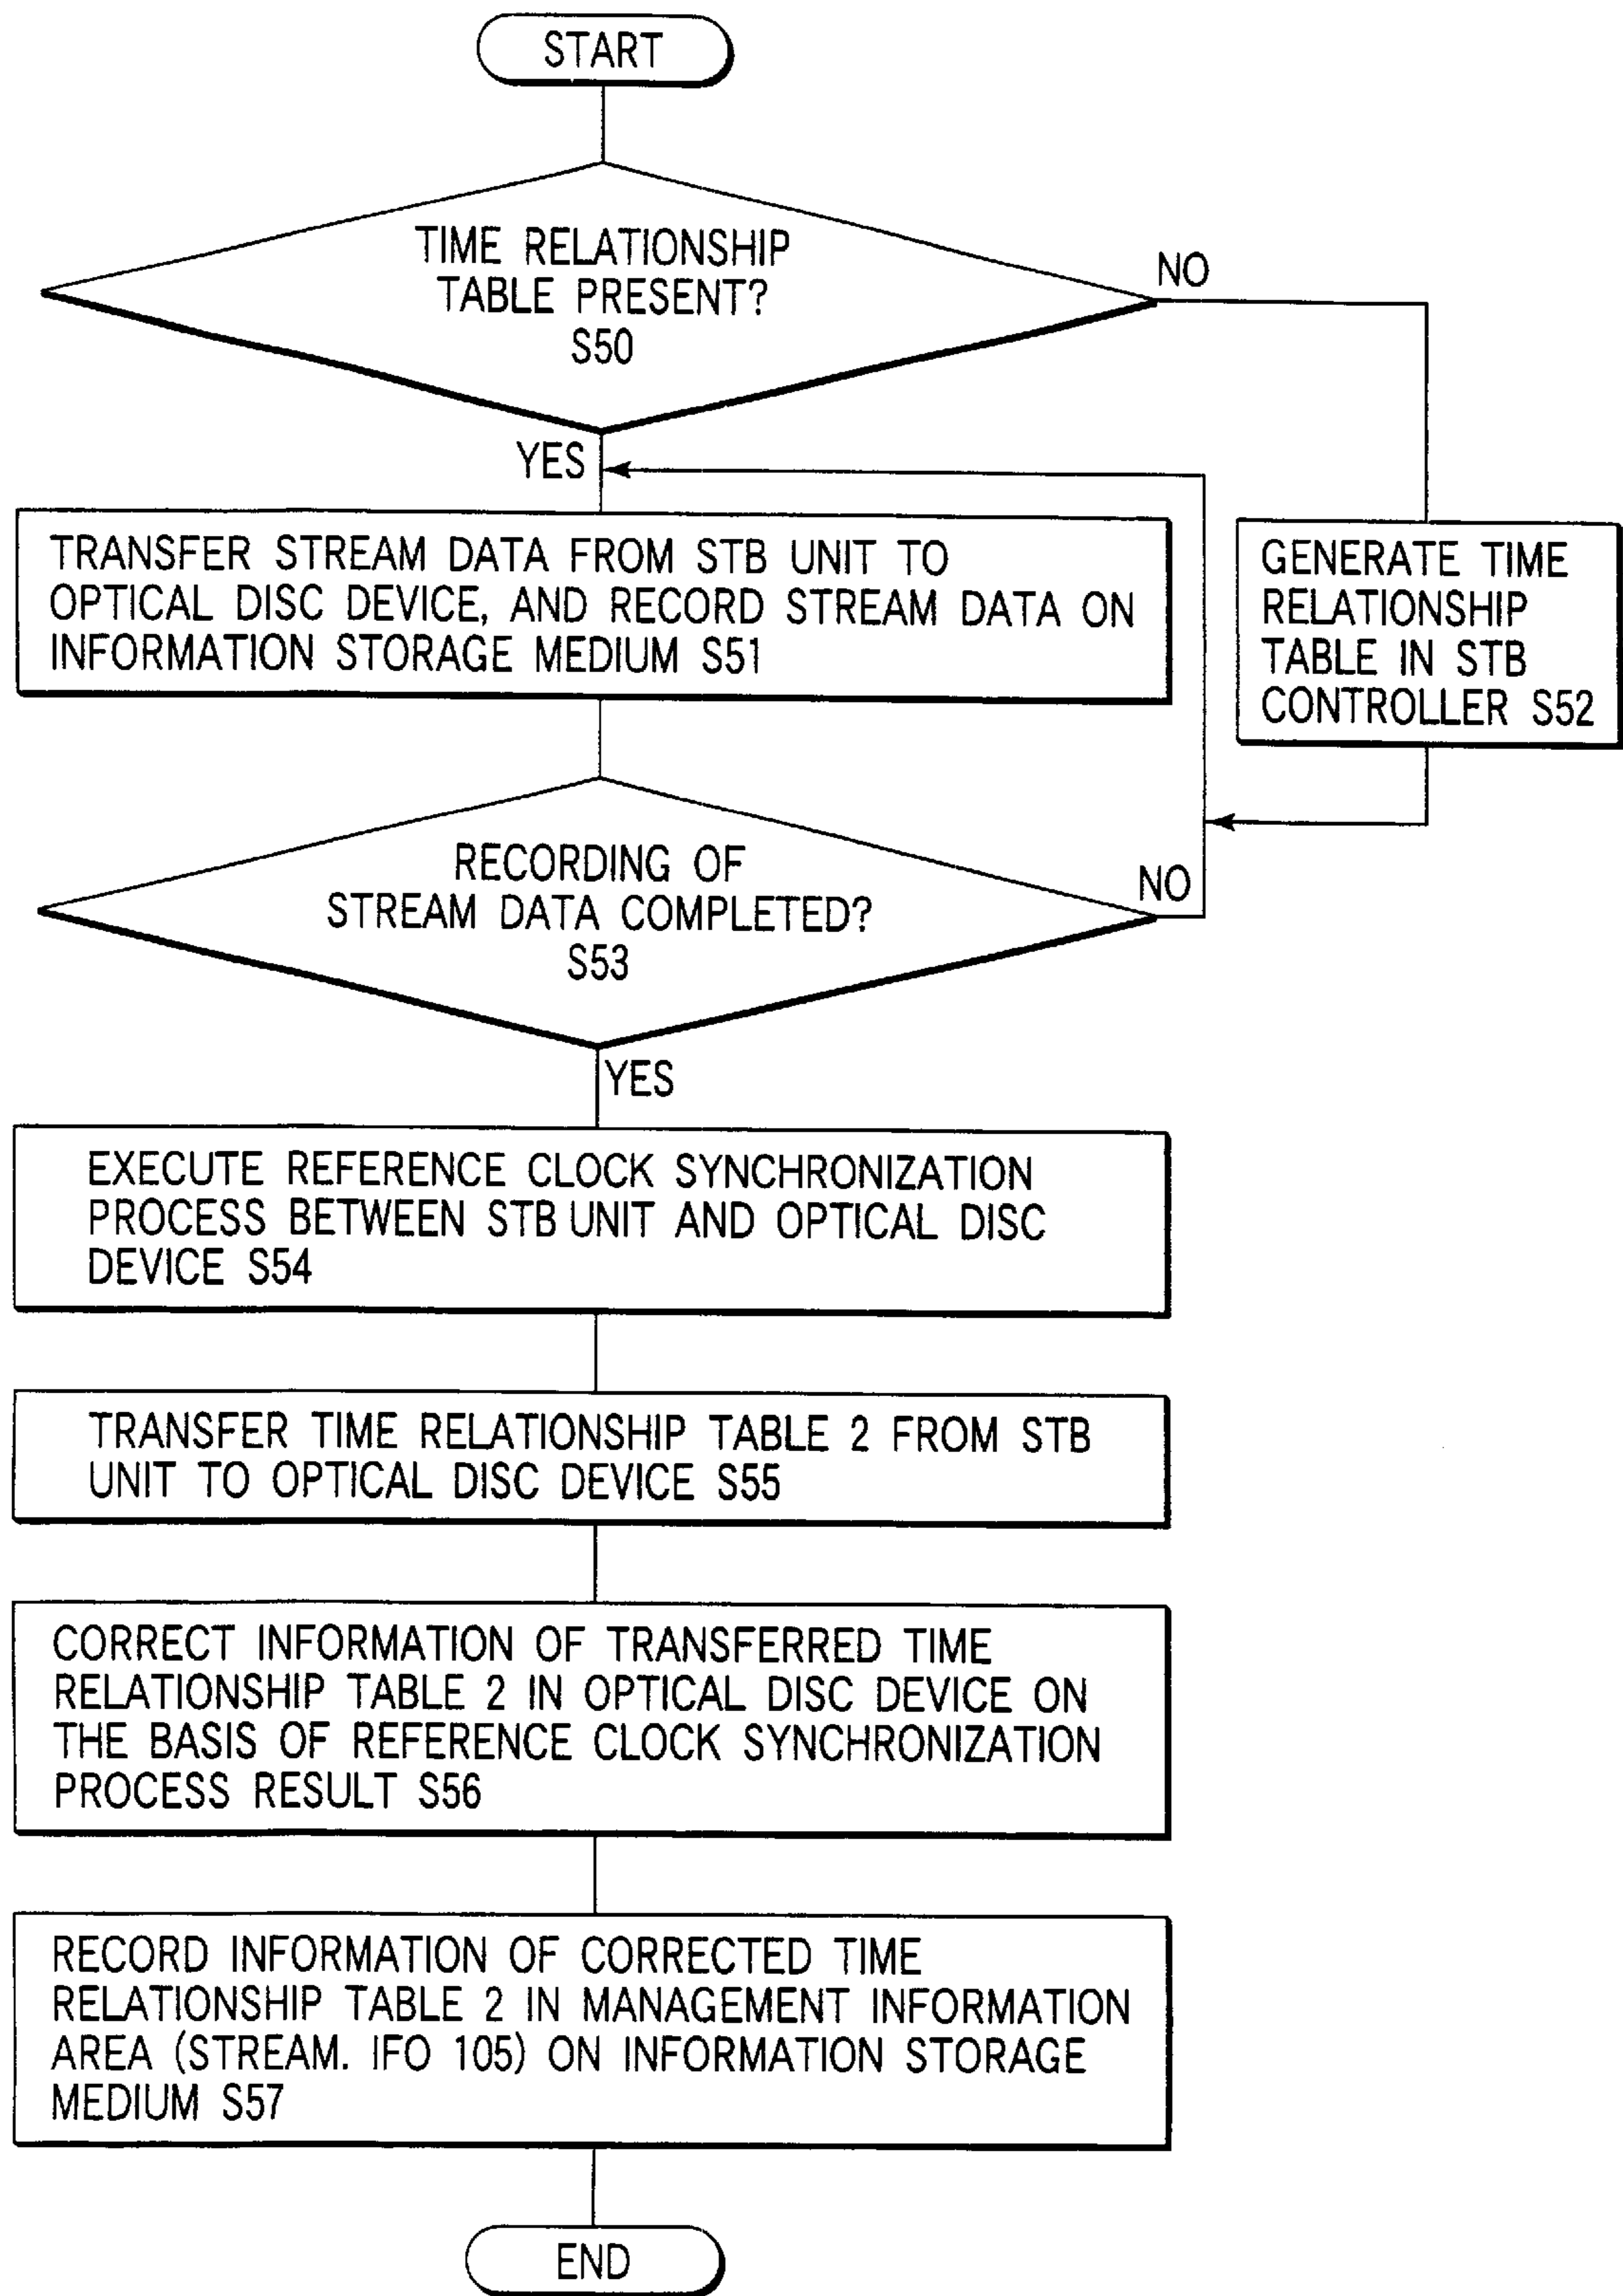 START
TIME RELATIONSHIP
TABLE PRESENT?
S50
NO
YES
TRANSFER STREAM DATA FROM STB UNIT TO
OPTICAL DISC DEVICE, AND RECORD STREAM DATA ON
INFORMATION STORAGE MEDIUM S51
GENERATE TIME
RELATIONSHIP
TABLE IN STB
CONTROLLER S52
RECORDING OF
STREAM DATA COMPLETED?
S53
NO
YES
EXECUTE REFERENCE CLOCK SYNCHRONIZATION
PROCESS BETWEEN STB UNIT AND OPTICAL DISC
DEVICE S54
TRANSFER TIME RELATIONSHIP TABLE 2 FROM STB
UNIT TO OPTICAL DISC DEVICE S55
CORRECT INFORMATION OF TRANSFERRED TIME
RELATIONSHIP TABLE 2 IN OPTICAL DISC DEVICE ON
THE BASIS OF REFERENCE CLOCK SYNCHRONIZATION
PROCESS RESULT S56
RECORD INFORMATION OF CORRECTED TIME
RELATIONSHIP TABLE 2 IN MANAGEMENT INFORMATION
AREA (STREAM. IFO 105) ON INFORMATION STORAGE
MEDIUM S57
END